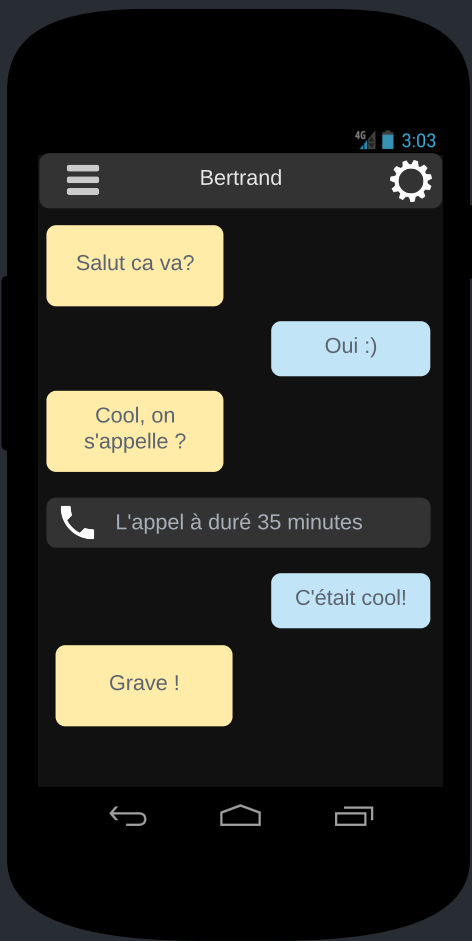 4G 3:03
Bertrand
Salut ca va?
Oui :)
Cool, on
s'appelle ?
L'appel à duré 35 minutes
C'était cool!
Grave !